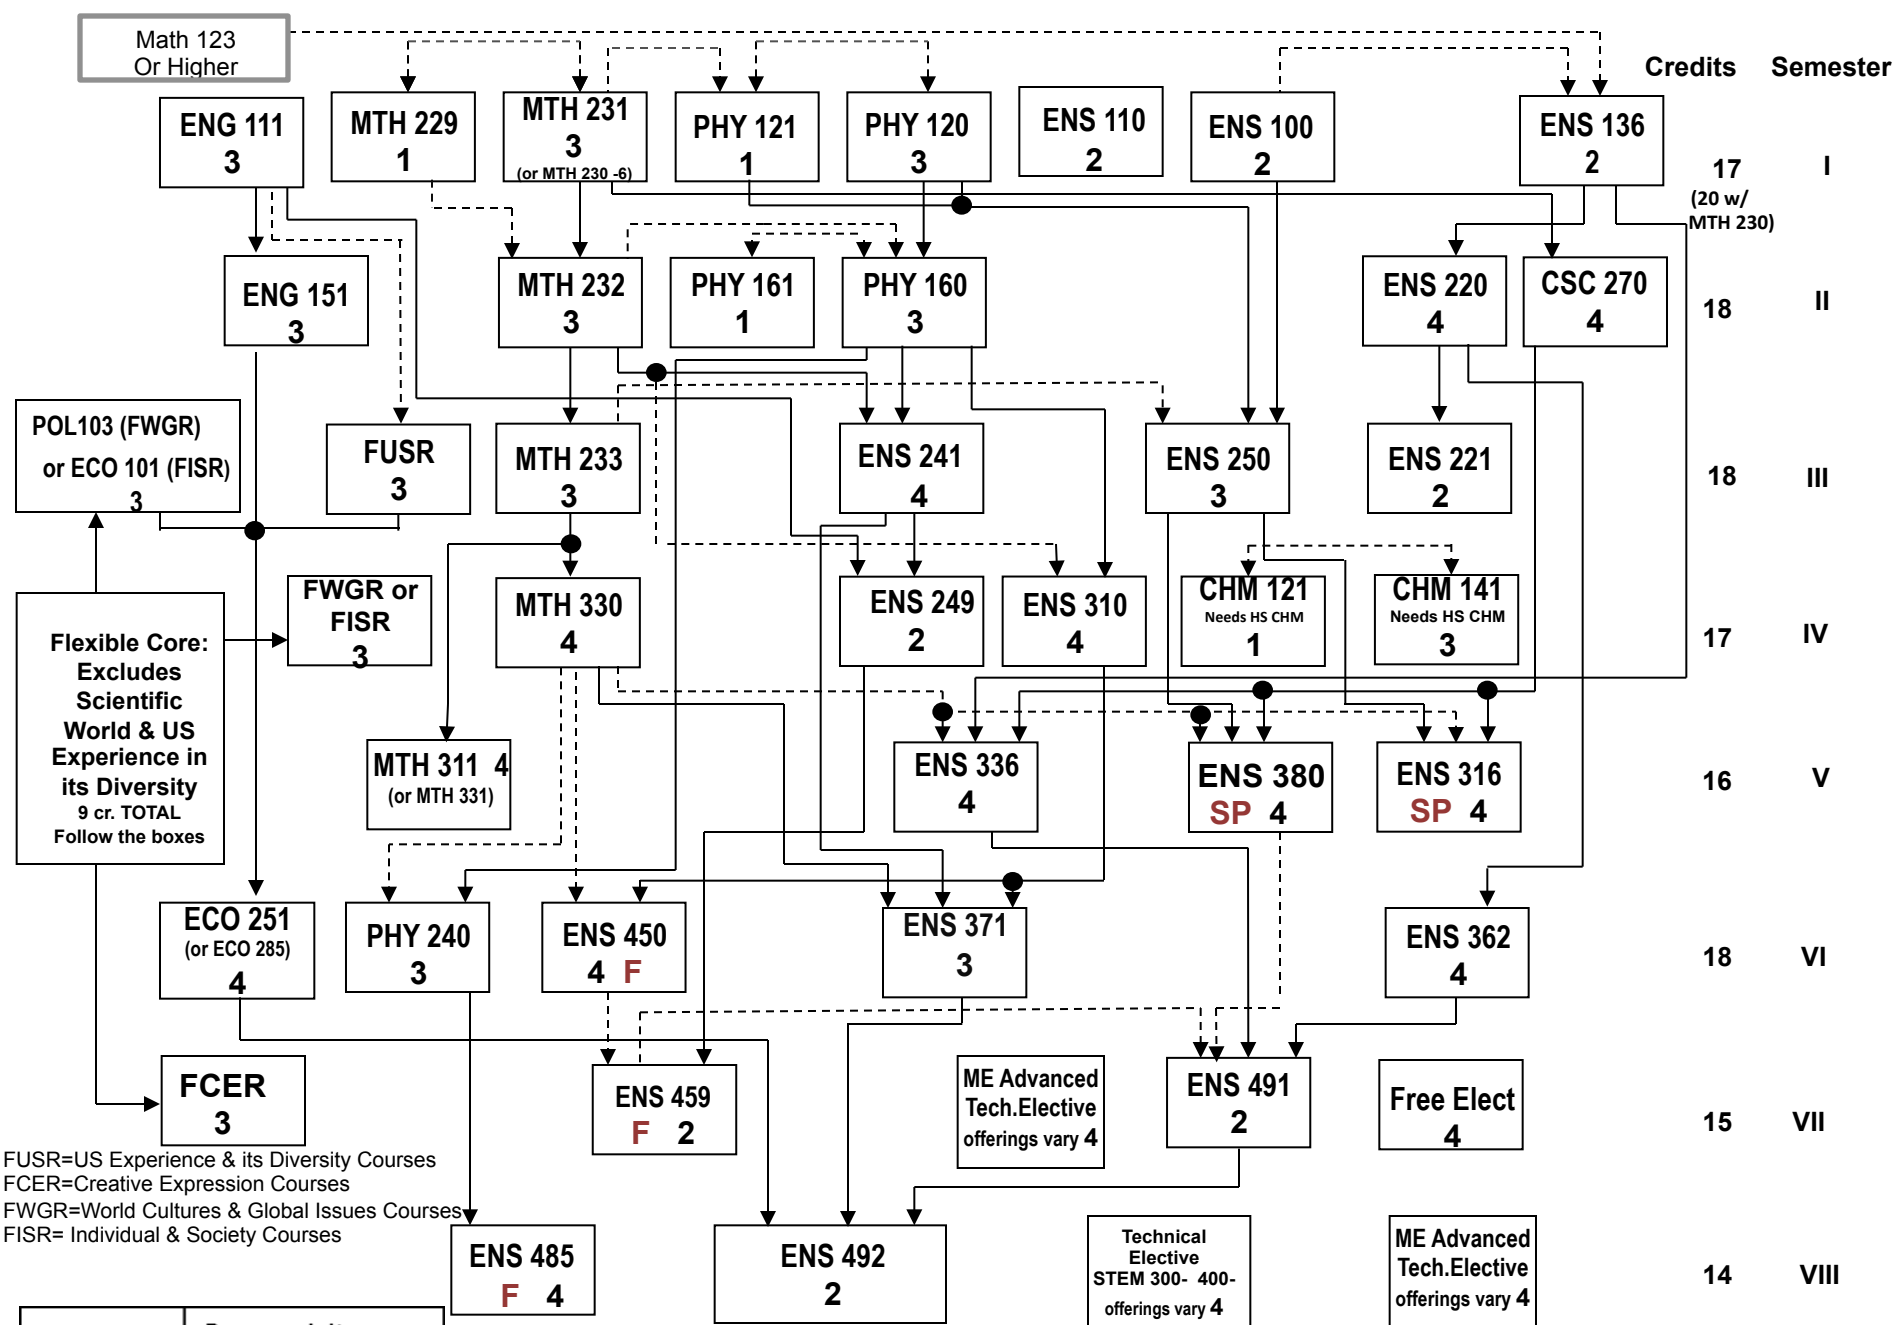 Math 123
Or Higher
Credits Semester
ENG 111
3
MTH 229
1
MTH 231
3
(or MTH 230 -6)
PHY 121
1
PHY 120
3
ENS 110
2
ENS 100
2
ENS 136
2
17
(20 w/
MTH 230)
I
ENG 151
3
MTH 232
3
PHY 161
1
PHY 160
3
ENS 220
4
CSC 270
4
18
II
POL103 (FWGR)
or ECO 101 (FISR)
3
FUSR
3
MTH 233
3
ENS 241
4
ENS 250
3
ENS 221
2
18
III
Flexible Core:
Excludes
Scientific
World & US
Experience in
its Diversity
9 cr. TOTAL
Follow the boxes
FWGR or
FISR
3
MTH 330
4
ENS 249
2
ENS 310
4
CHM 121
Needs HS CHM
1
CHM 141
Needs HS CHM
3
17
IV
MTH 311 4
(or MTH 331)
ENS 336
4
ENS 380
SP 4
ENS 316
SP 4
16
V
ECO 251
(or ECO 285)
4
PHY 240
3
ENS 450
4 F
ENS 371
3
ENS 362
4
18
VI
FCER
3
ENS 459
F 2
ME Advanced
Tech.Elective
offerings vary 4
ENS 491
2
Free Elect
4
15
VII
FUSR=US Experience & its Diversity Courses
FCER=Creative Expression Courses
FWGR=World Cultures & Global Issues Courses
FISR= Individual & Society Courses
ENS 485
F 4
ENS 492
2
Technical
Elective
STEM 300- 400-
offerings vary 4
ME Advanced
Tech.Elective
offerings vary 4
14
VIII